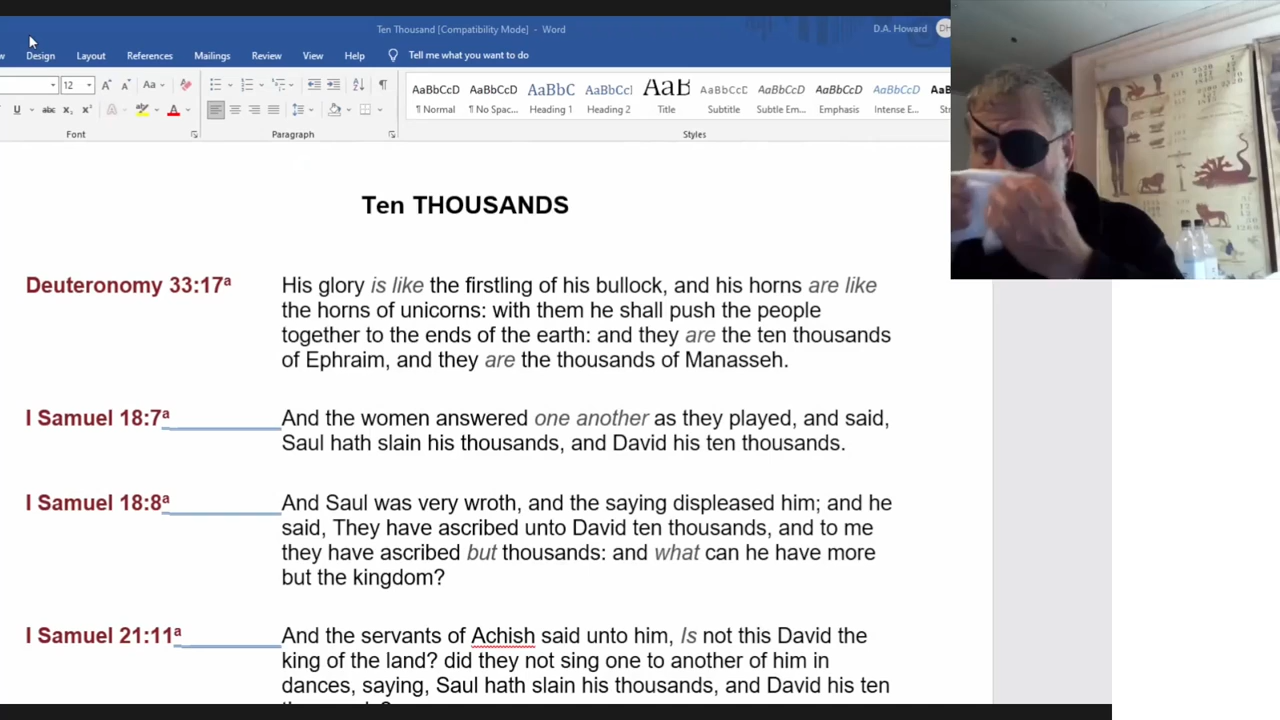 Ten Thousand [Compatibility Mode] - Word
D.A. Howard
Design Layout References Mailings Review View Help Tell me what you want to do
12 Aa
AaBbCcD AaBbCcD AaBbC AaBbCcl AaB AaBbCcD AaBbCcD AaBbCcD AaBbCcD
U abc x₂ x² A A
¶ Normal ¶ No Spac... Heading 1 Heading 2 Title Subtitle Subtle Em... Emphasis Intense E...
Font Paragraph Styles
Ten THOUSANDS
Deuteronomy 33:17ª His glory is like the firstling of his bullock, and his horns are like
the horns of unicorns: with them he shall push the people
together to the ends of the earth: and they are the ten thousands
of Ephraim, and they are the thousands of Manasseh.
I Samuel 18:7ª And the women answered one another as they played, and said,
Saul hath slain his thousands, and David his ten thousands.
I Samuel 18:8ª And Saul was very wroth, and the saying displeased him; and he
said, They have ascribed unto David ten thousands, and to me
they have ascribed but thousands: and what can he have more
but the kingdom?
I Samuel 21:11ª And the servants of Achish said unto him, Is not this David the
king of the land? did they not sing one to another of him in
dances, saying, Saul hath slain his thousands, and David his ten